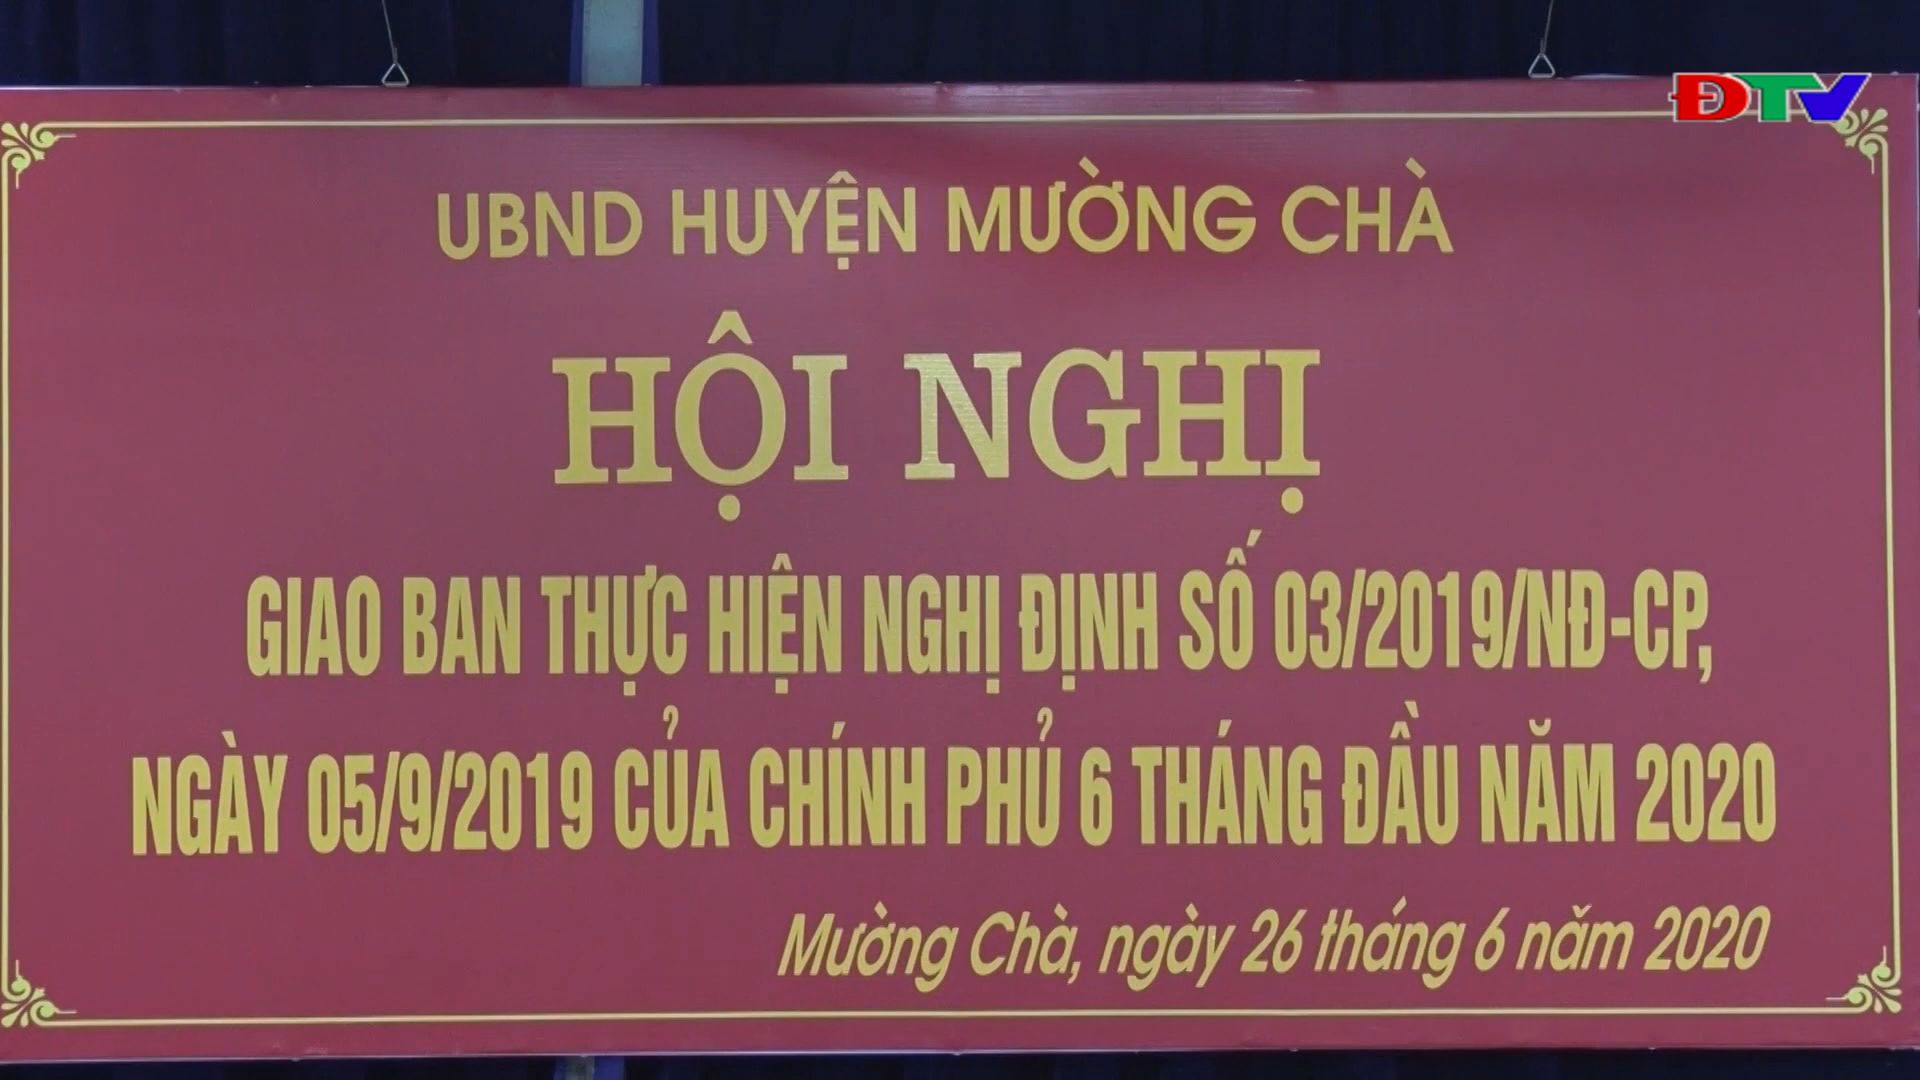 ĐTV
UBND HUYỆN MƯỜNG CHÀ
HỘI NGHỊ
GIAO BAN THỰC HIỆN NGHỊ ĐỊNH SỐ 03/2019/NĐ-CP,
NGÀY 05/9/2019 CỦA CHÍNH PHỦ 6 THÁNG ĐẦU NĂM 2020
Mường Chà, ngày 26 tháng 6 năm 2020